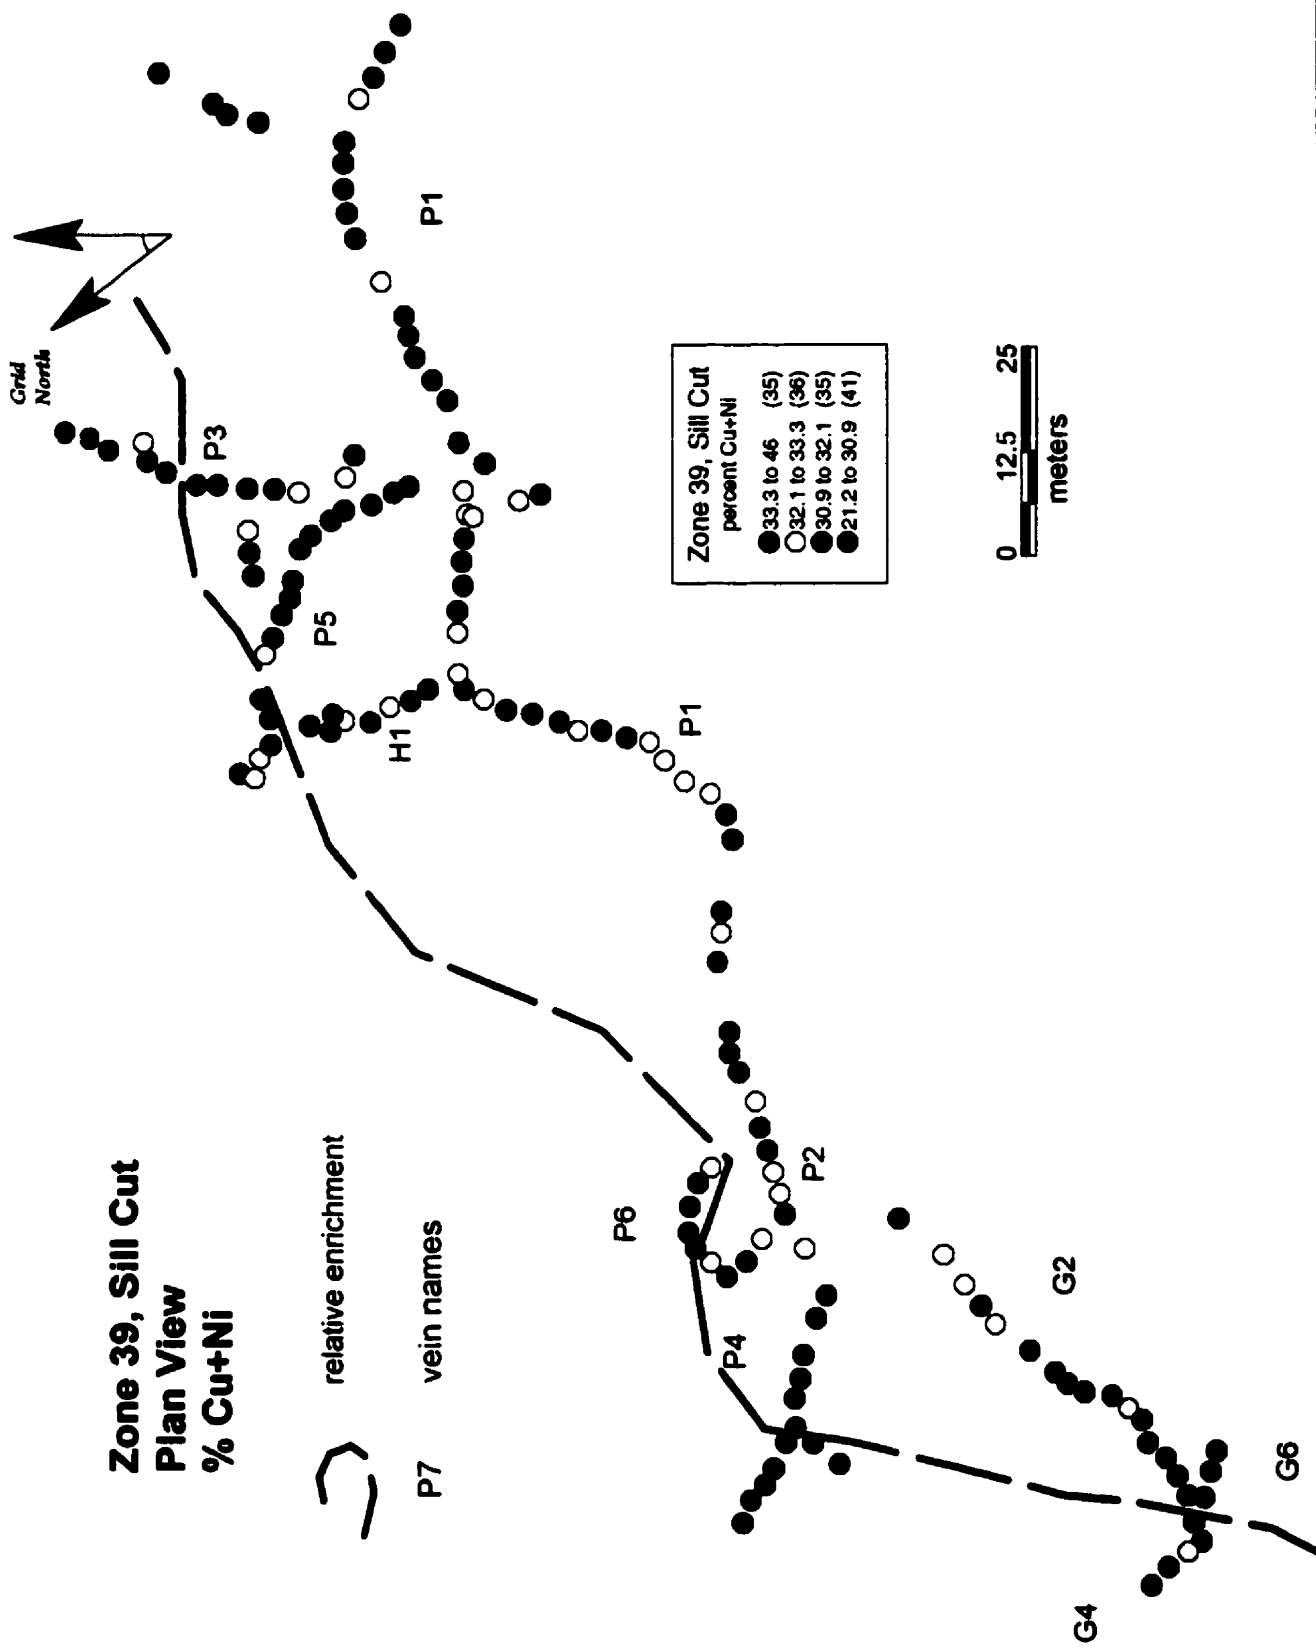 Zone 39, Sill Cut
Plan View
% Cu+Ni
relative enrichment
P7
vein names
Grid
North
P3
P1
P5
H1
P1
P6
P2
P4
G2
G4
G6
Zone 39, Sill Cut
percent Cu+Ni
33.3 to 46 (35)
32.1 to 33.3 (36)
30.9 to 32.1 (35)
21.2 to 30.9 (41)
0 12.5 25
meters